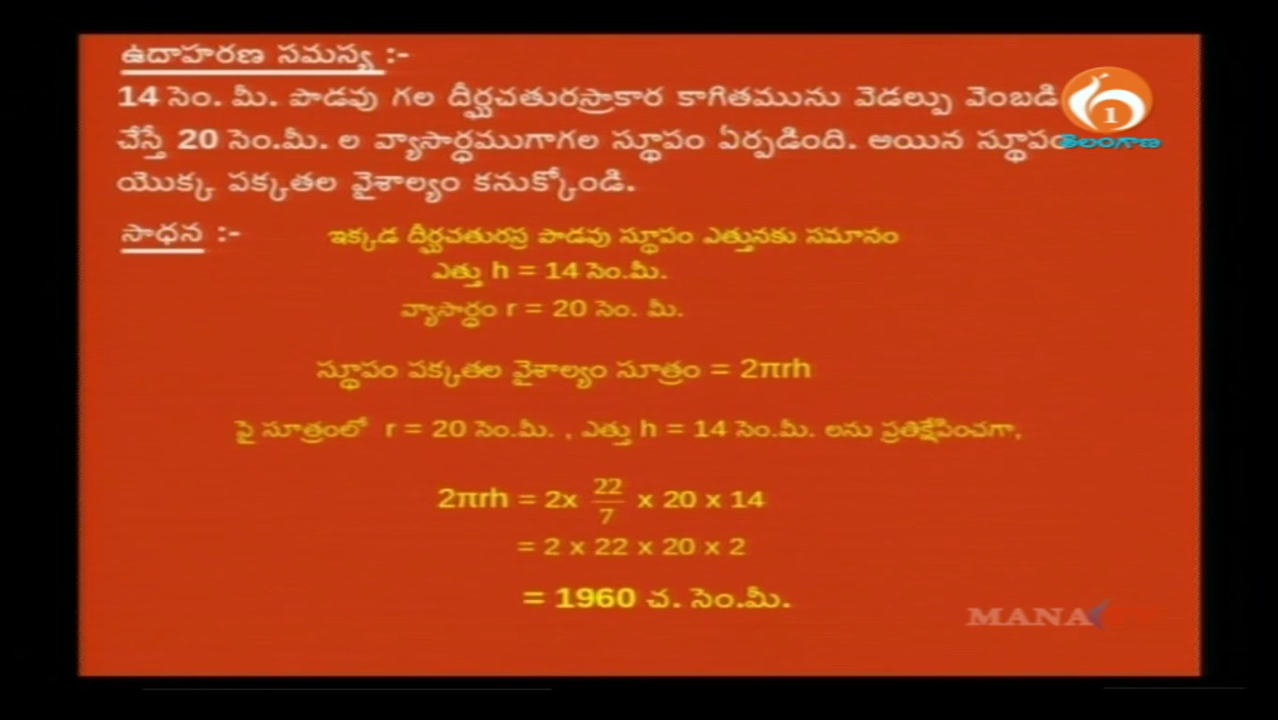 ఉదాహరణ సమస్య :-
14 సెం. మీ. పొడవు గల దీర్ఘచతురస్రాకార కాగితమును వెడల్పు వెంబడి
చేస్తే 20 సెం.మీ. ల వ్యాసార్ధముగాగల స్థూపం ఏర్పడింది. అయిన స్థూపం
యొక్క పక్కతల వైశాల్యం కనుక్కోండి.
1
తెలంగాణ
సాధన :-
ఇక్కడ దీర్ఘచతురస్ర పొడవు స్థూపం ఎత్తునకు సమానం
ఎత్తు h = 14 సెం.మీ.
వ్యాసార్ధం r = 20 సెం. మీ.
స్థూపం పక్కతల వైశాల్యం సూత్రం = 2πrh
పై సూత్రంలో r = 20 సెం.మీ. , ఎత్తు h = 14 సెం.మీ. లను ప్రతిక్షేపించగా,
2πrh = 2x 22/7 x 20 x 14
= 2 x 22 x 20 x 2
= 1960 చ. సెం.మీ.
MANA TV